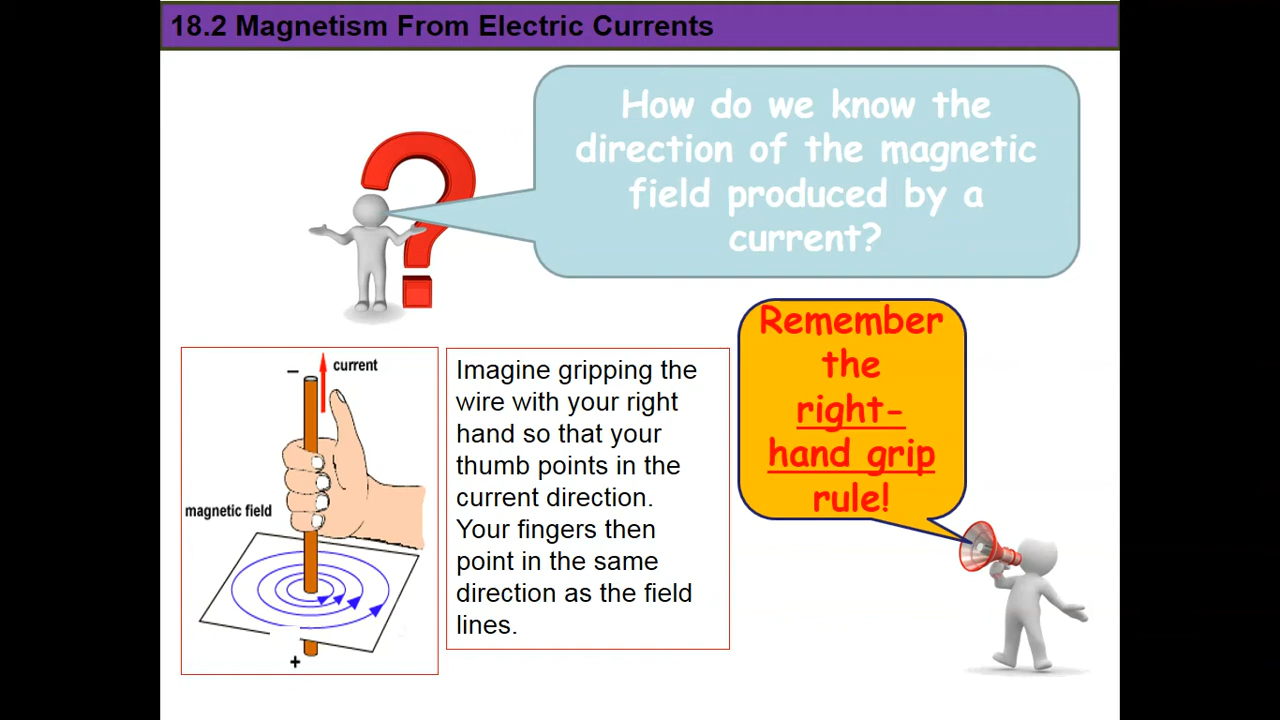 18.2 Magnetism From Electric Currents
How do we know the
direction of the magnetic
field produced by a
current?
Remember
the
right-
hand grip
rule!
− current
magnetic field
+
Imagine gripping the
wire with your right
hand so that your
thumb points in the
current direction.
Your fingers then
point in the same
direction as the field
lines.